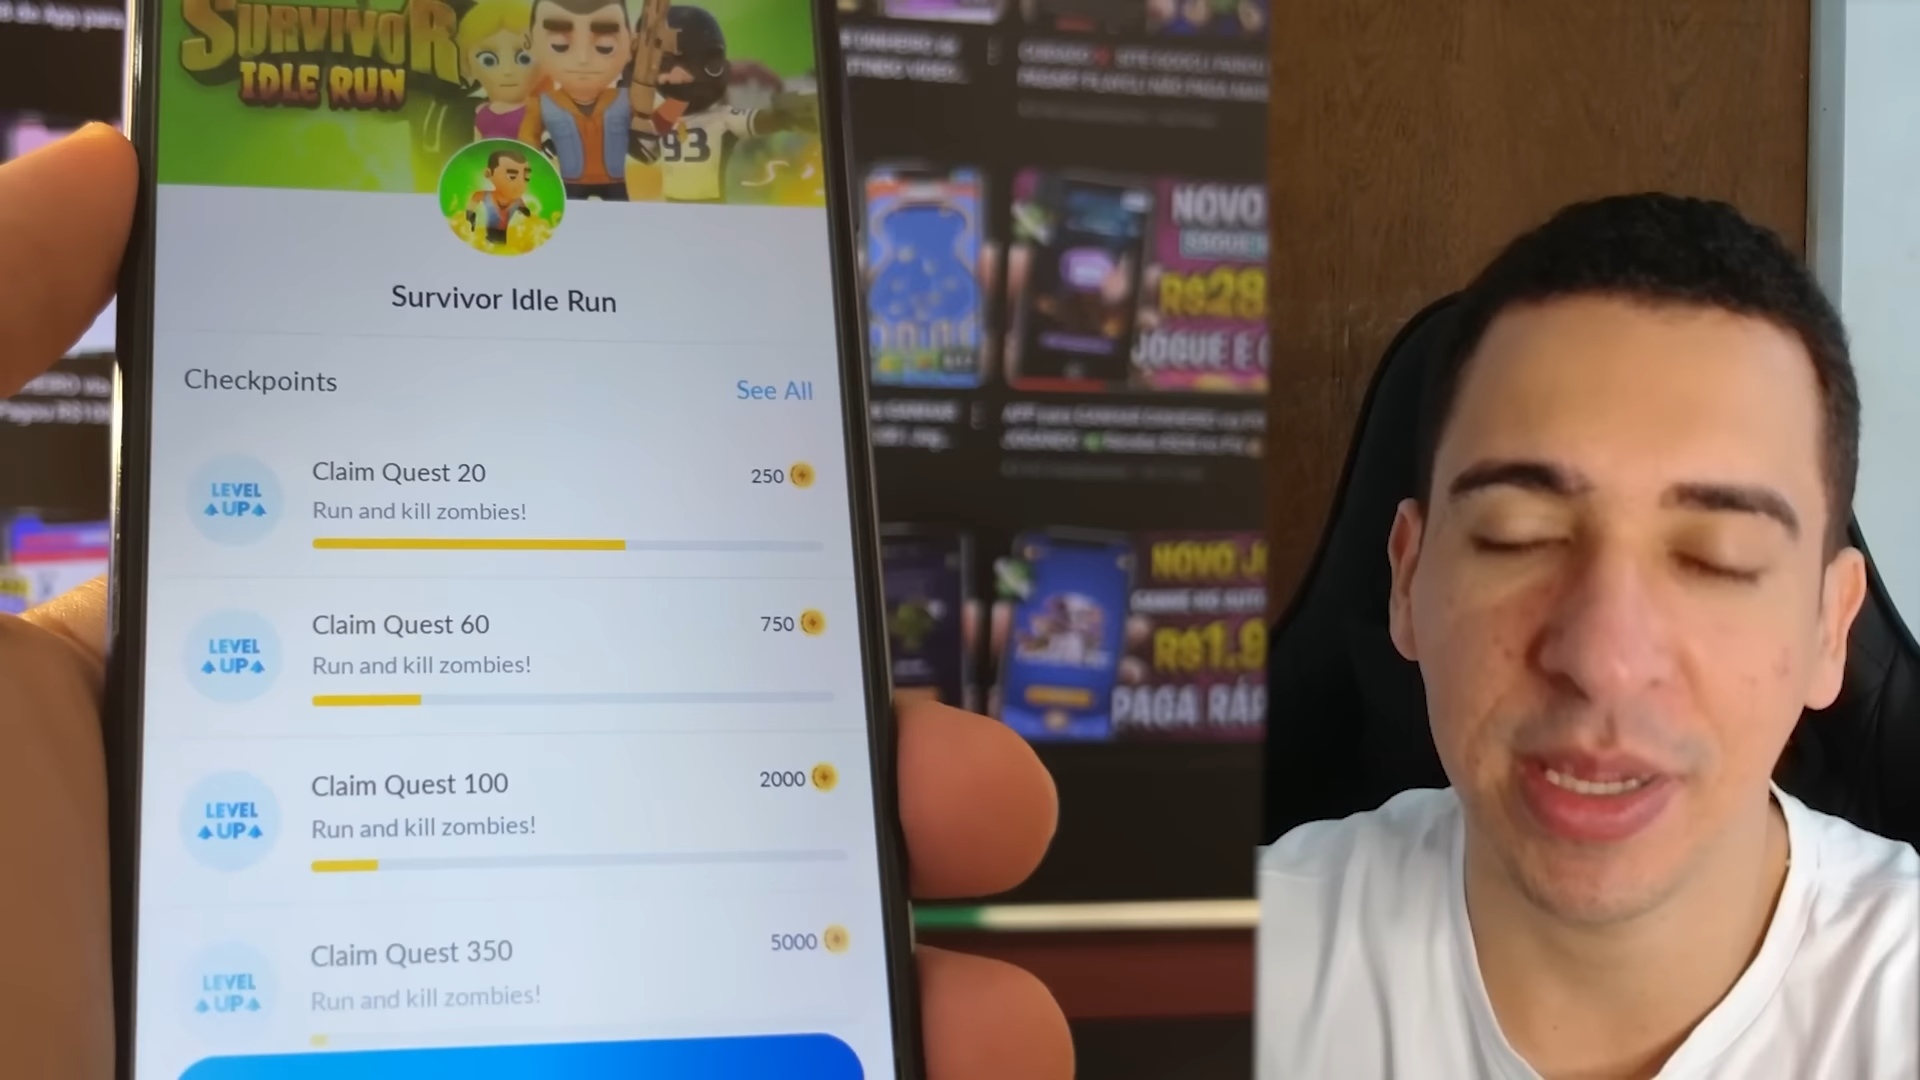 SURVIVOR
IDLE RUN
93
Survivor Idle Run
Checkpoints
See All
LEVEL
UP
Claim Quest 20
250
Run and kill zombies!
LEVEL
UP
Claim Quest 60
750
Run and kill zombies!
LEVEL
UP
Claim Quest 100
2000
Run and kill zombies!
LEVEL
UP
Claim Quest 350
5000
Run and kill zombies!
NOVO
R$28
JOGUE E
NOVO J
R$1.9
PAGA RÁP